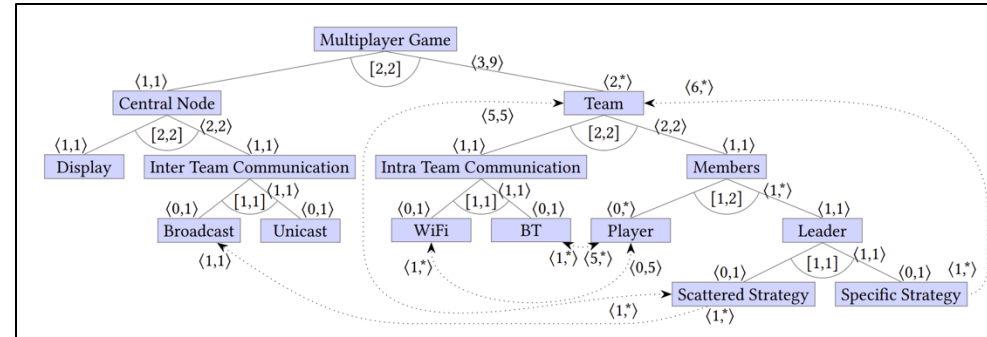 Multiplayer Game
[2,2]
⟨3,9⟩
⟨1,1⟩
⟨2,*⟩
⟨6,*⟩
Central Node
Team
⟨5,5⟩
⟨1,1⟩
[2,2]
⟨2,2⟩
⟨1,1⟩
⟨1,1⟩
[2,2]
⟨2,2⟩
⟨1,1⟩
Display
Inter Team Communication
Intra Team Communication
Members
⟨0,1⟩
[1,1]
⟨1,1⟩
⟨0,1⟩
⟨0,1⟩
[1,1]
⟨1,1⟩
⟨0,1⟩
⟨0,*⟩
[1,2]
⟨1,*⟩
⟨1,1⟩
Broadcast
Unicast
WiFi
BT
Player
Leader
⟨1,1⟩
⟨1,*⟩
⟨1,*⟩
⟨5,*⟩
⟨0,5⟩
⟨0,1⟩
[1,1]
⟨1,1⟩
⟨0,1⟩
⟨1,*⟩
Scattered Strategy
Specific Strategy
⟨1,*⟩
⟨1,*⟩